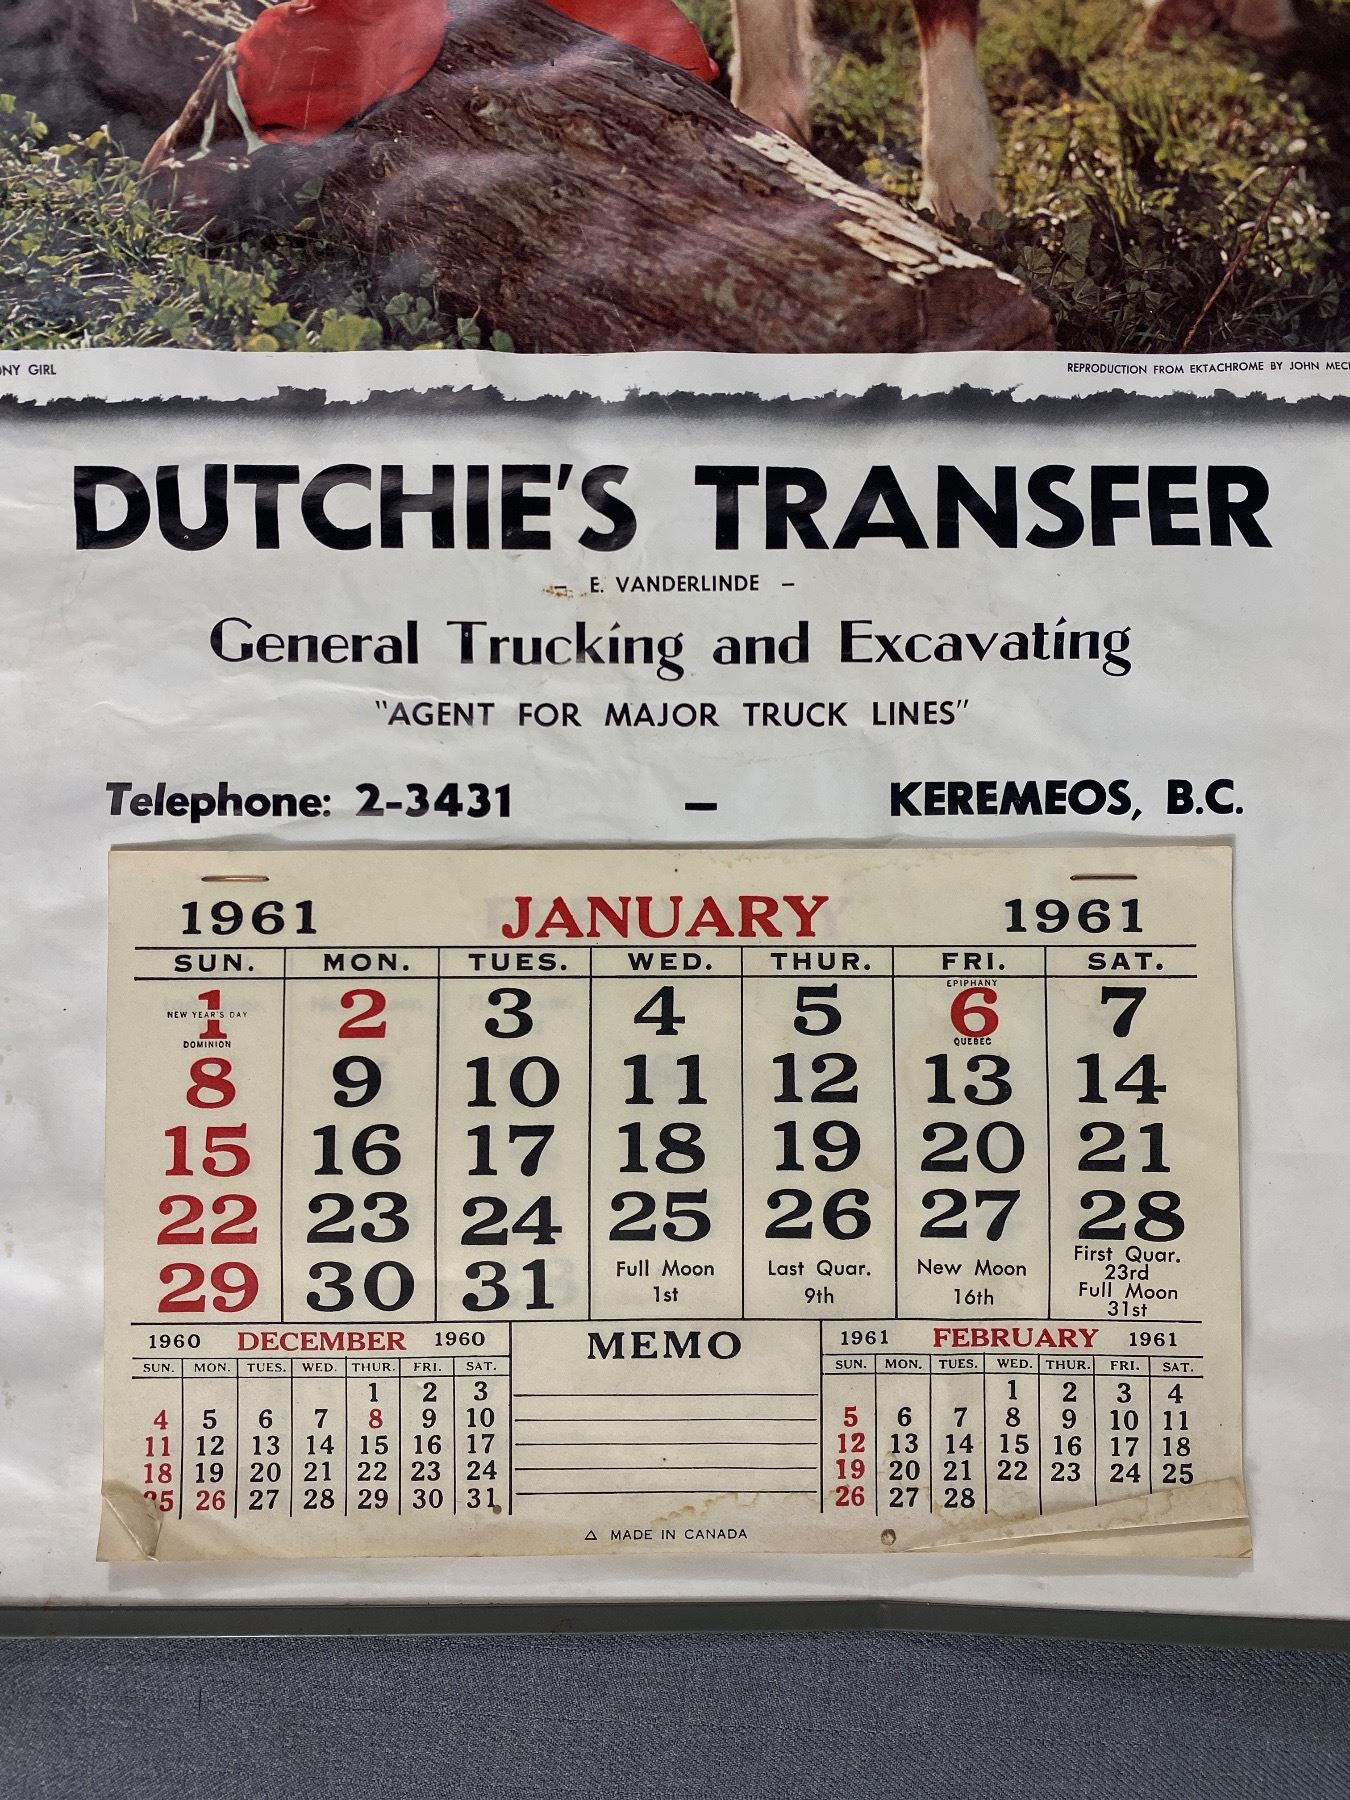 GIRL
REPRODUCTION FROM EKTACHROME BY JOHN
DUTCHIE'S TRANSFER
– E. VANDERLINDE –
General Trucking and Excavating
"AGENT FOR MAJOR TRUCK LINES"
Telephone: 2-3431 – KEREMEOS, B.C.
1961 JANUARY 1961
SUN. MON. TUES. WED. THUR. FRI. SAT.
EPIPHANY
1 2 3 4 5 6 7
NEW YEAR'S DAY
DOMINION QUEBEC
8 9 10 11 12 13 14
15 16 17 18 19 20 21
22 23 24 25 26 27 28
29 30 31
Full Moon 1st
Last Quar. 9th
New Moon 16th
First Quar. 23rd
Full Moon 31st
1960 DECEMBER 1960
SUN. MON. TUES. WED. THUR. FRI. SAT.
1 2 3
4 5 6 7 8 9 10
11 12 13 14 15 16 17
18 19 20 21 22 23 24
25 26 27 28 29 30 31
MEMO
1961 FEBRUARY 1961
SUN. MON. TUES. WED. THUR. FRI. SAT.
1 2 3 4
5 6 7 8 9 10 11
12 13 14 15 16 17 18
19 20 21 22 23 24 25
26 27 28
△ MADE IN CANADA